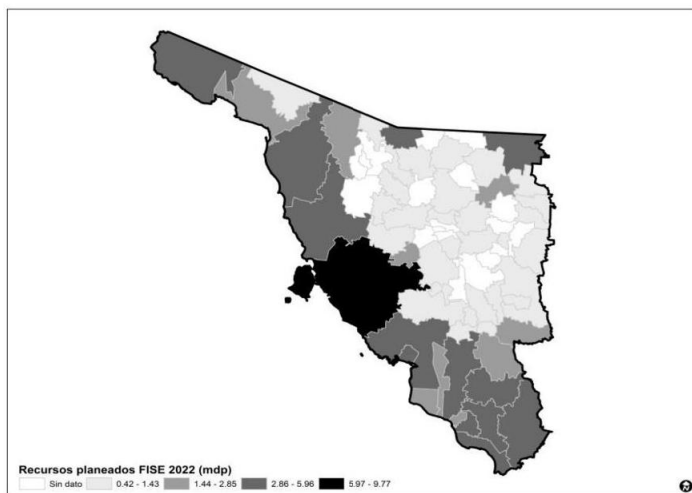 Recursos planeados FISE 2022 (mdp)
Sin dato 0.42 - 1.43 1.44 - 2.85 2.86 - 5.96 5.97 - 9.77